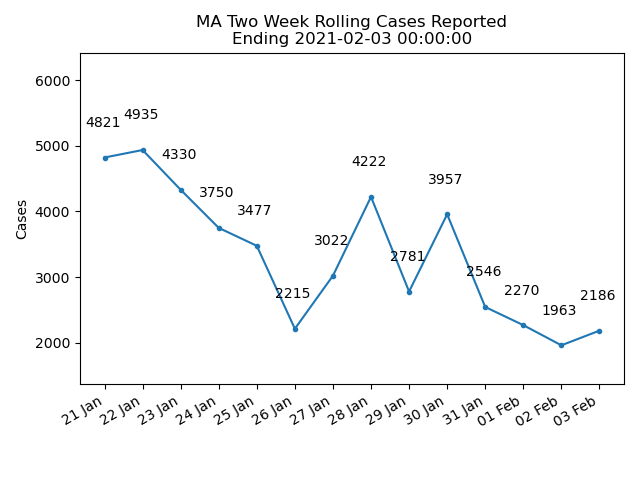 MA Two Week Rolling Cases Reported
Ending 2021-02-03 00:00:00
Cases
6000
5000
4000
3000
2000
4821
4935
4330
3750
3477
2215
3022
4222
2781
3957
2546
2270
1963
2186
21 Jan
22 Jan
23 Jan
24 Jan
25 Jan
26 Jan
27 Jan
28 Jan
29 Jan
30 Jan
31 Jan
01 Feb
02 Feb
03 Feb